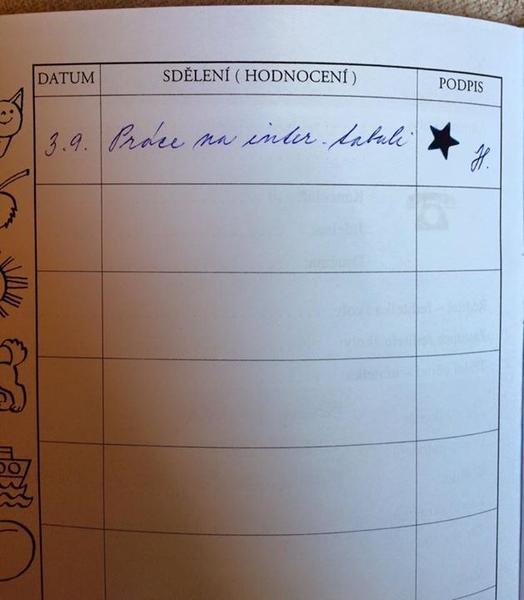 DATUM SDĚLENÍ ( HODNOCENÍ ) PODPIS
3.9. Práce na inter. tabuli H.